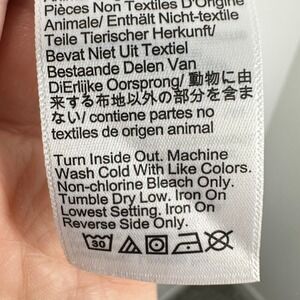 Pièces Non Textiles D'Origine
Animale/ Enthält Nicht-textile
Teile Tierischer Herkunft/
Bevat Niet Uit Textiel
Bestaande Delen Van
DiErlijke Oorsprong/ 動物に由
来する布地以外の部分を含ま
ない/ contiene partes no
textiles de origen animal
Turn Inside Out. Machine
Wash Cold With Like Colors.
Non-chlorine Bleach Only.
Tumble Dry Low. Iron On
Lowest Setting. Iron On
Reverse Side Only.
30